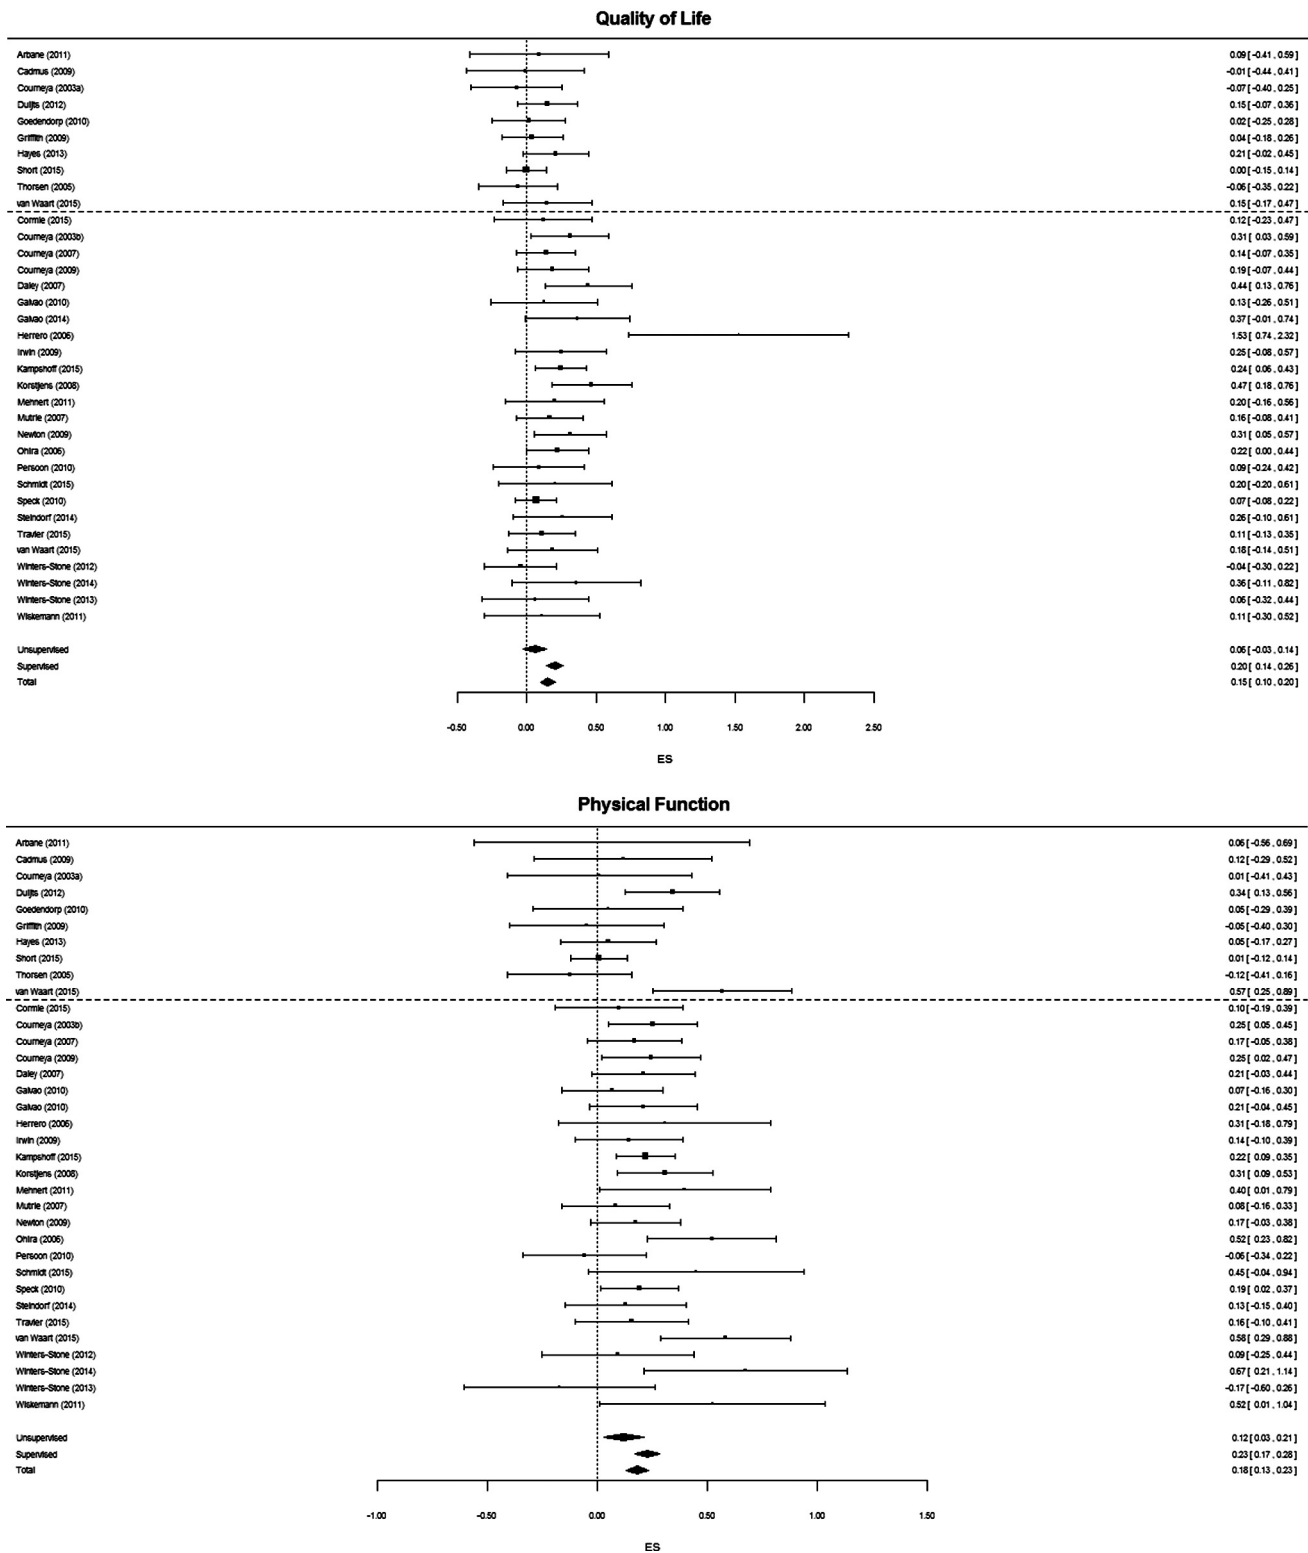 Quality of Life
Arbane (2011) 0.09 [ -0.41 , 0.59 ]
Cadmus (2009) -0.01 [ -0.44 , 0.41 ]
Courneya (2003a) -0.07 [ -0.40 , 0.25 ]
Duijts (2012) 0.15 [ -0.07 , 0.36 ]
Goedendorp (2010) 0.02 [ -0.25 , 0.28 ]
Griffith (2009) 0.04 [ -0.18 , 0.26 ]
Hayes (2013) 0.21 [ -0.02 , 0.45 ]
Short (2015) 0.00 [ -0.15 , 0.14 ]
Thorsen (2005) -0.06 [ -0.35 , 0.22 ]
van Waart (2015) 0.15 [ -0.17 , 0.47 ]
Cormie (2015) 0.12 [ -0.23 , 0.47 ]
Courneya (2003b) 0.31 [ 0.03 , 0.59 ]
Courneya (2007) 0.14 [ -0.07 , 0.35 ]
Courneya (2009) 0.19 [ -0.07 , 0.44 ]
Daley (2007) 0.44 [ 0.13 , 0.76 ]
Galvao (2010) 0.13 [ -0.26 , 0.51 ]
Galvao (2014) 0.37 [ -0.01 , 0.74 ]
Herrero (2006) 1.53 [ 0.74 , 2.32 ]
Irwin (2009) 0.25 [ -0.08 , 0.57 ]
Kampshoff (2015) 0.24 [ 0.06 , 0.43 ]
Korstjens (2008) 0.47 [ 0.18 , 0.76 ]
Mehnert (2011) 0.20 [ -0.16 , 0.56 ]
Mutrie (2007) 0.16 [ -0.08 , 0.41 ]
Newton (2009) 0.31 [ 0.05 , 0.57 ]
Ohira (2006) 0.22 [ 0.00 , 0.44 ]
Persoon (2010) 0.09 [ -0.24 , 0.42 ]
Schmidt (2015) 0.20 [ -0.20 , 0.61 ]
Speck (2010) 0.07 [ -0.08 , 0.22 ]
Steindorf (2014) 0.26 [ -0.10 , 0.61 ]
Travier (2015) 0.11 [ -0.13 , 0.35 ]
van Waart (2015) 0.18 [ -0.14 , 0.51 ]
Winters-Stone (2012) -0.04 [ -0.30 , 0.22 ]
Winters-Stone (2014) 0.36 [ -0.11 , 0.82 ]
Winters-Stone (2013) 0.06 [ -0.32 , 0.44 ]
Wiskemann (2011) 0.11 [ -0.30 , 0.52 ]
Unsupervised 0.06 [ -0.03 , 0.14 ]
Supervised 0.20 [ 0.14 , 0.26 ]
Total 0.15 [ 0.10 , 0.20 ]
-0.50 0.00 0.50 1.00 1.50 2.00 2.50
ES
Physical Function
Arbane (2011) 0.06 [ -0.56 , 0.69 ]
Cadmus (2009) 0.12 [ -0.29 , 0.52 ]
Courneya (2003a) 0.01 [ -0.41 , 0.43 ]
Duijts (2012) 0.34 [ 0.13 , 0.56 ]
Goedendorp (2010) 0.05 [ -0.29 , 0.39 ]
Griffith (2009) -0.05 [ -0.40 , 0.30 ]
Hayes (2013) 0.05 [ -0.17 , 0.27 ]
Short (2015) 0.01 [ -0.12 , 0.14 ]
Thorsen (2005) -0.12 [ -0.41 , 0.16 ]
van Waart (2015) 0.57 [ 0.25 , 0.89 ]
Cormie (2015) 0.10 [ -0.19 , 0.39 ]
Courneya (2003b) 0.25 [ 0.05 , 0.45 ]
Courneya (2007) 0.17 [ -0.05 , 0.38 ]
Courneya (2009) 0.25 [ 0.02 , 0.47 ]
Daley (2007) 0.21 [ -0.03 , 0.44 ]
Galvao (2010) 0.07 [ -0.16 , 0.30 ]
Galvao (2010) 0.21 [ -0.04 , 0.45 ]
Herrero (2006) 0.31 [ -0.18 , 0.79 ]
Irwin (2009) 0.14 [ -0.10 , 0.39 ]
Kampshoff (2015) 0.22 [ 0.09 , 0.35 ]
Korstjens (2008) 0.31 [ 0.09 , 0.53 ]
Mehnert (2011) 0.40 [ 0.01 , 0.79 ]
Mutrie (2007) 0.08 [ -0.16 , 0.33 ]
Newton (2009) 0.17 [ -0.03 , 0.38 ]
Ohira (2006) 0.52 [ 0.23 , 0.82 ]
Persoon (2010) -0.06 [ -0.34 , 0.22 ]
Schmidt (2015) 0.45 [ -0.04 , 0.94 ]
Speck (2010) 0.19 [ 0.02 , 0.37 ]
Steindorf (2014) 0.13 [ -0.15 , 0.40 ]
Travier (2015) 0.16 [ -0.10 , 0.41 ]
van Waart (2015) 0.58 [ 0.29 , 0.88 ]
Winters-Stone (2012) 0.09 [ -0.25 , 0.44 ]
Winters-Stone (2014) 0.67 [ 0.21 , 1.14 ]
Winters-Stone (2013) -0.17 [ -0.60 , 0.26 ]
Wiskemann (2011) 0.52 [ 0.01 , 1.04 ]
Unsupervised 0.12 [ 0.03 , 0.21 ]
Supervised 0.23 [ 0.17 , 0.28 ]
Total 0.18 [ 0.13 , 0.23 ]
-1.00 -0.50 0.00 0.50 1.00 1.50
ES